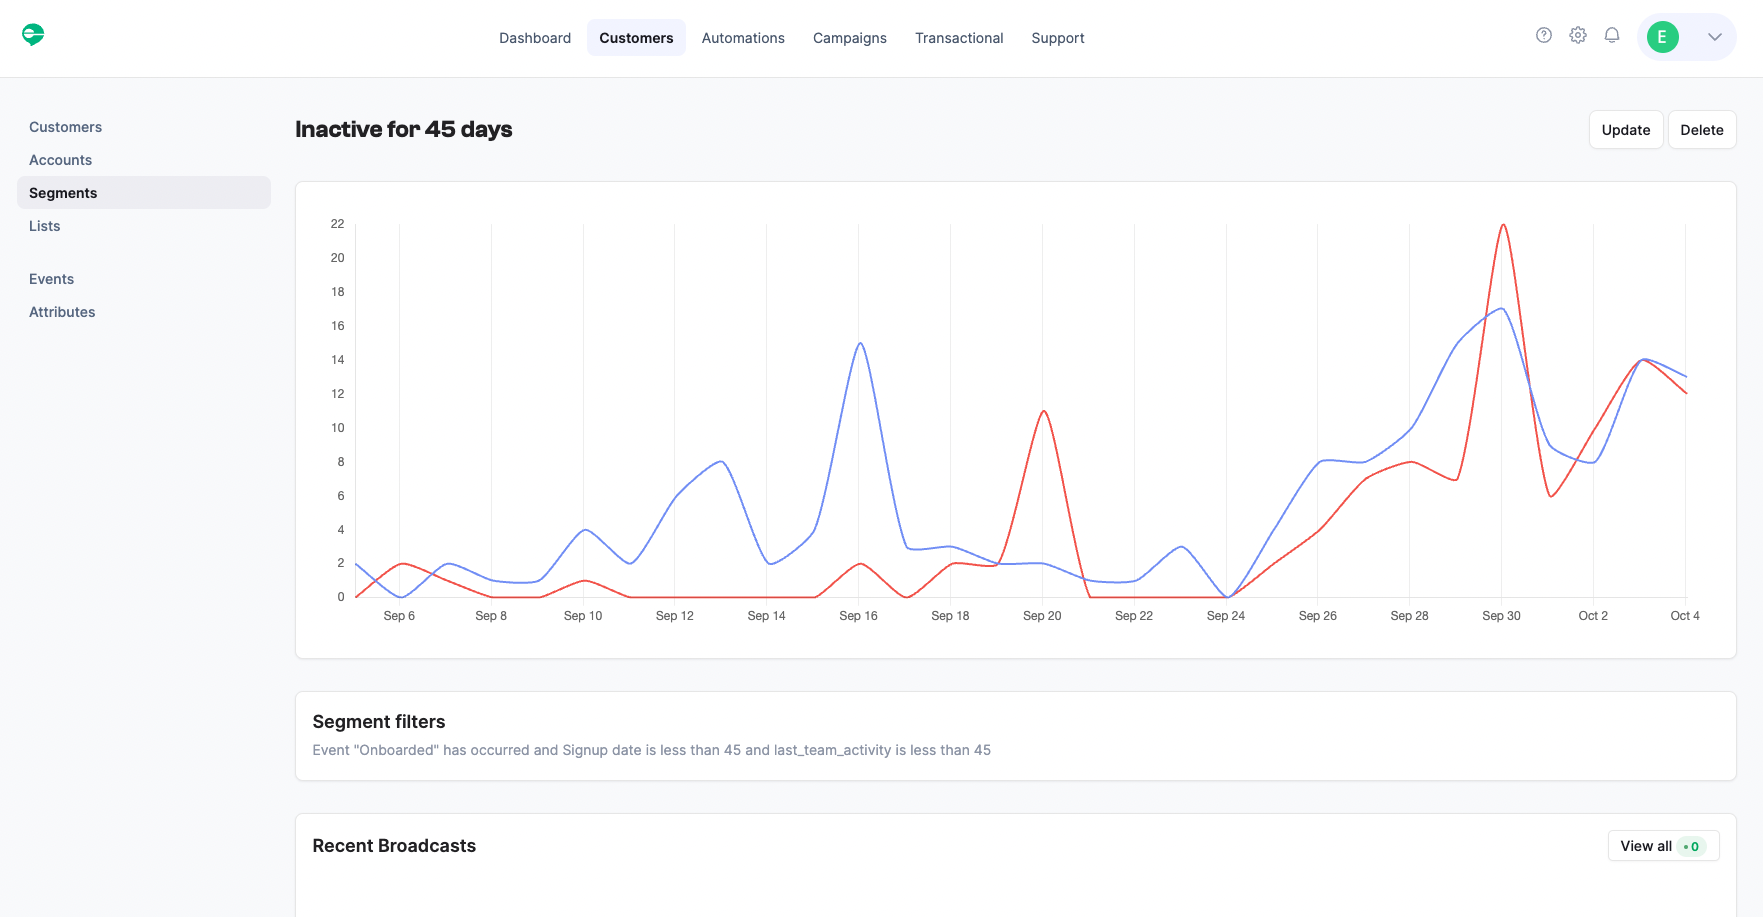 Dashboard Customers Automations Campaigns Transactional Support
E
Customers
Accounts
Segments
Lists
Events
Attributes
Inactive for 45 days
Update Delete
22
20
18
16
14
12
10
8
6
4
2
0
Sep 6 Sep 8 Sep 10 Sep 12 Sep 14 Sep 16 Sep 18 Sep 20 Sep 22 Sep 24 Sep 26 Sep 28 Sep 30 Oct 2 Oct 4
Segment filters
Event "Onboarded" has occurred and Signup date is less than 45 and last_team_activity is less than 45
Recent Broadcasts
View all • 0